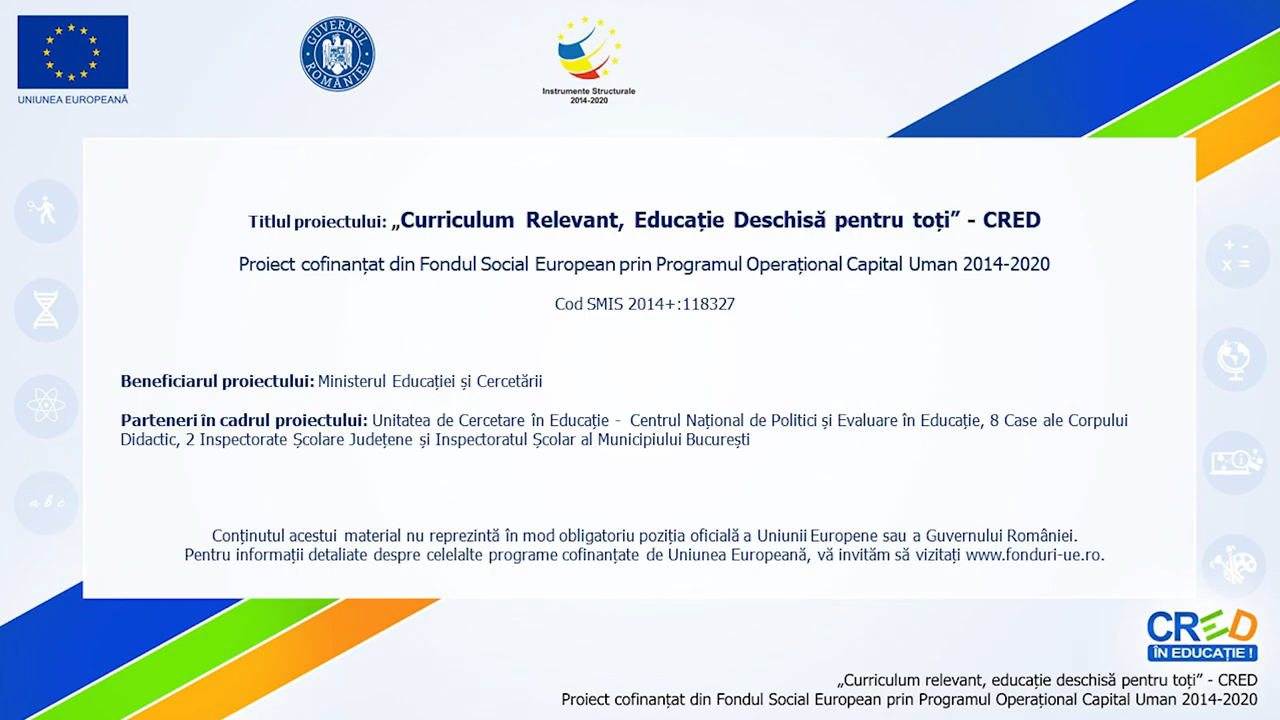 UNIUNEA EUROPEANĂ
GUVERNUL ROMÂNIEI
Instrumente Structurale
2014-2020
Titlul proiectului: „Curriculum Relevant, Educație Deschisă pentru toți” - CRED
Proiect cofinanțat din Fondul Social European prin Programul Operațional Capital Uman 2014-2020
Cod SMIS 2014+:118327
Beneficiarul proiectului: Ministerul Educației și Cercetării
Parteneri în cadrul proiectului: Unitatea de Cercetare în Educație - Centrul Național de Politici și Evaluare în Educație, 8 Case ale Corpului
Didactic, 2 Inspectorate Școlare Județene și Inspectoratul Școlar al Municipiului București
Conținutul acestui material nu reprezintă în mod obligatoriu poziția oficială a Uniunii Europene sau a Guvernului României.
Pentru informații detaliate despre celelalte programe cofinanțate de Uniunea Europeană, vă invităm să vizitați www.fonduri-ue.ro.
+ -
x =
a b c
CRED
ÎN EDUCAȚIE !
„Curriculum relevant, educație deschisă pentru toți” - CRED
Proiect cofinanțat din Fondul Social European prin Programul Operațional Capital Uman 2014-2020